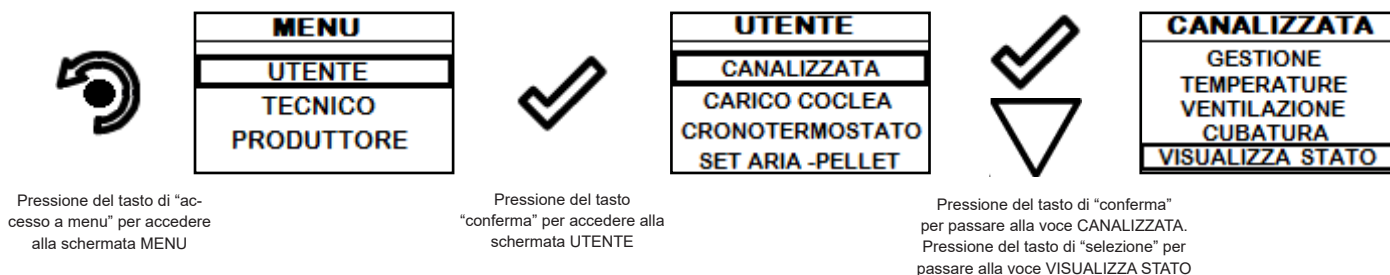 MENU
UTENTE
TECNICO
PRODUTTORE
UTENTE
CANALIZZATA
CARICO COCLEA
CRONOTERMOSTATO
SET ARIA -PELLET
CANALIZZATA
GESTIONE
TEMPERATURE
VENTILAZIONE
CUBATURA
VISUALIZZA STATO
Pressione del tasto di “ac-
cesso a menu” per accedere
alla schermata MENU
Pressione del tasto
“conferma” per accedere alla
schermata UTENTE
Pressione del tasto di “conferma”
per passare alla voce CANALIZZATA.
Pressione del tasto di “selezione” per
passare alla voce VISUALIZZA STATO